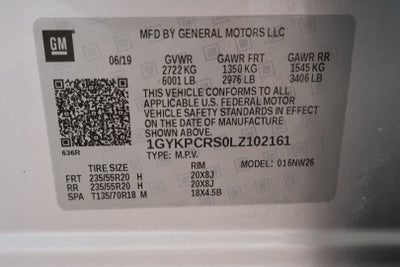 GM
MFD BY GENERAL MOTORS LLC
06/19 GVWR GAWR FRT GAWR RR
2722 KG 1350 KG 1545 KG
6001 LB 2976 LB 3406 LB
THIS VEHICLE CONFORMS TO ALL
APPLICABLE U.S. FEDERAL MOTOR
VEHICLE SAFETY STANDARDS IN EFFECT
ON THE DATE OF MANUFACTURE
SHOWN ABOVE.
636R
1GYKPCRS0LZ102161
TYPE: M.P.V. MODEL: 016NW26
TIRE SIZE RIM
FRT 235/55R20 H 20X8J
RR 235/55R20 H 20X8J
SPA T135/70R18 M 18X4.5B